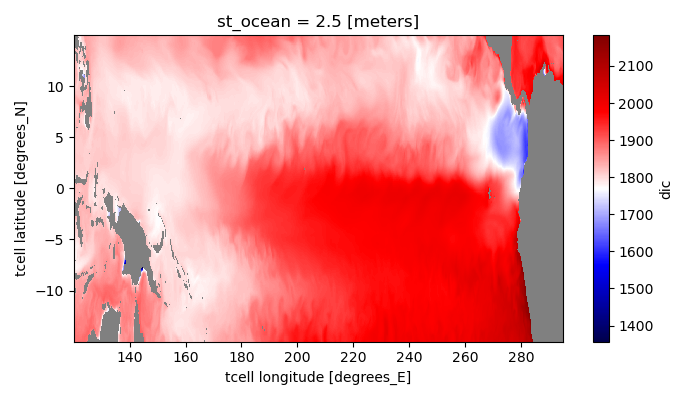 st_ocean = 2.5 [meters]
10
5
0
−5
−10
tcell latitude [degrees_N]
140 160 180 200 220 240 260 280
tcell longitude [degrees_E]
2100
2000
1900
1800
1700
1600
1500
1400
dic